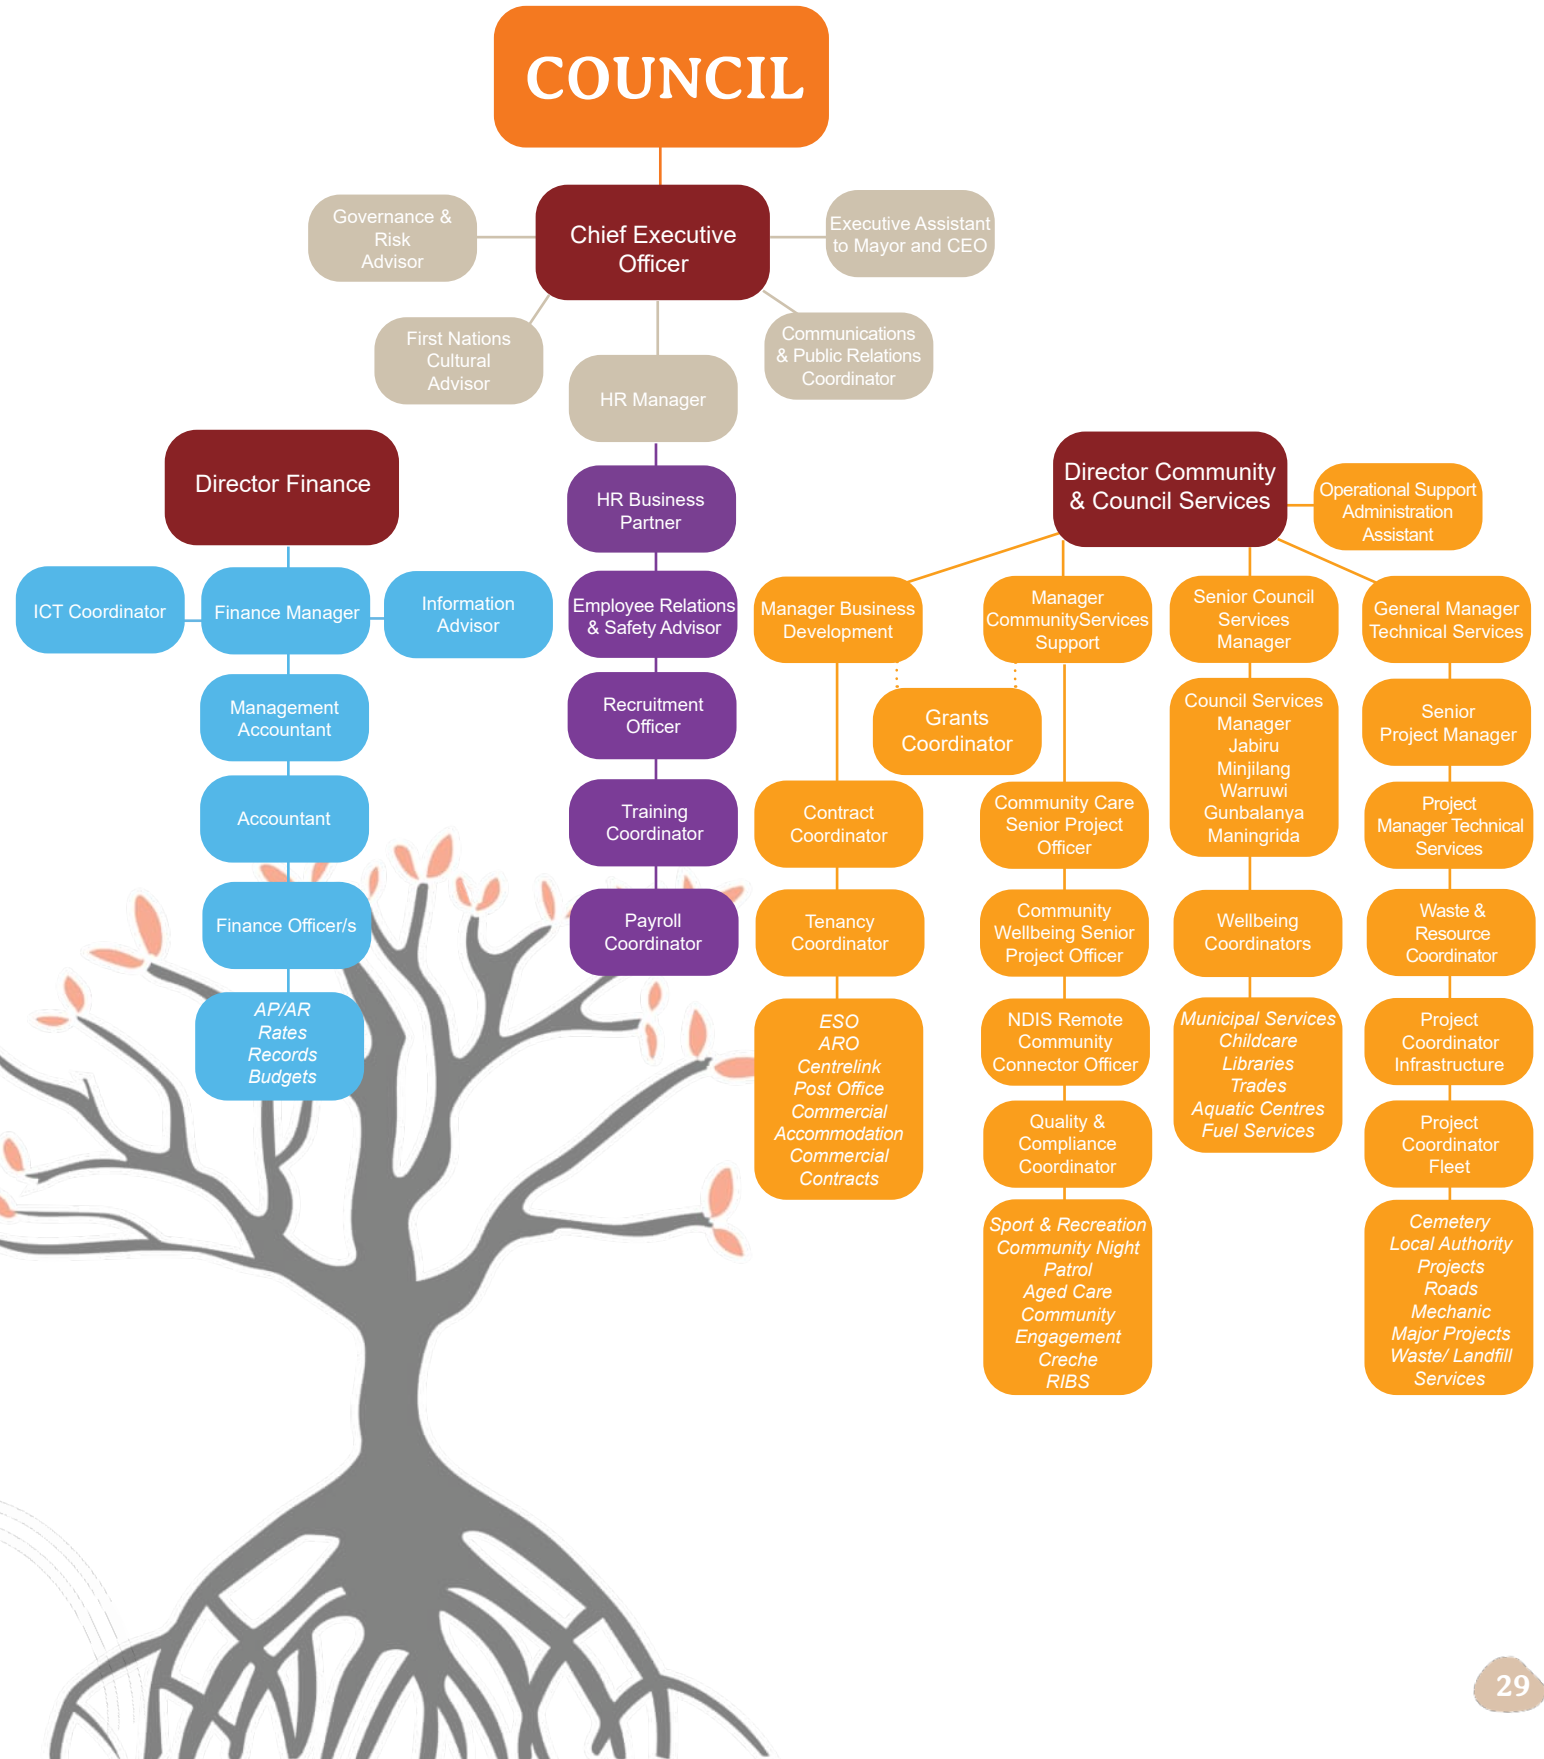 COUNCIL
Governance &
Risk
Advisor
Chief Executive
Officer
Executive Assistant
to Mayor and CEO
First Nations
Cultural
Advisor
HR Manager
Communications
& Public Relations
Coordinator
Director Finance
ICT Coordinator
Finance Manager
Information
Advisor
Management
Accountant
Accountant
Finance Officer/s
AP/AR
Rates
Records
Budgets
HR Business
Partner
Employee Relations
& Safety Advisor
Recruitment
Officer
Training
Coordinator
Payroll
Coordinator
Director Community
& Council Services
Operational Support
Administration
Assistant
Manager Business
Development
Manager
CommunityServices
Support
Grants
Coordinator
Senior Council
Services
Manager
General Manager
Technical Services
Contract
Coordinator
Tenancy
Coordinator
ESO
ARO
Centrelink
Post Office
Commercial
Accommodation
Commercial
Contracts
Community Care
Senior Project
Officer
Community
Wellbeing Senior
Project Officer
NDIS Remote
Community
Connector Officer
Quality &
Compliance
Coordinator
Sport & Recreation
Community Night
Patrol
Aged Care
Community
Engagement
Creche
RIBS
Council Services
Manager
Jabiru
Minjilang
Warruwi
Gunbalanya
Maningrida
Wellbeing
Coordinators
Municipal Services
Childcare
Libraries
Trades
Aquatic Centres
Fuel Services
Senior
Project Manager
Project
Manager Technical
Services
Waste &
Resource
Coordinator
Project
Coordinator
Infrastructure
Project
Coordinator
Fleet
Cemetery
Local Authority
Projects
Roads
Mechanic
Major Projects
Waste/ Landfill
Services
29